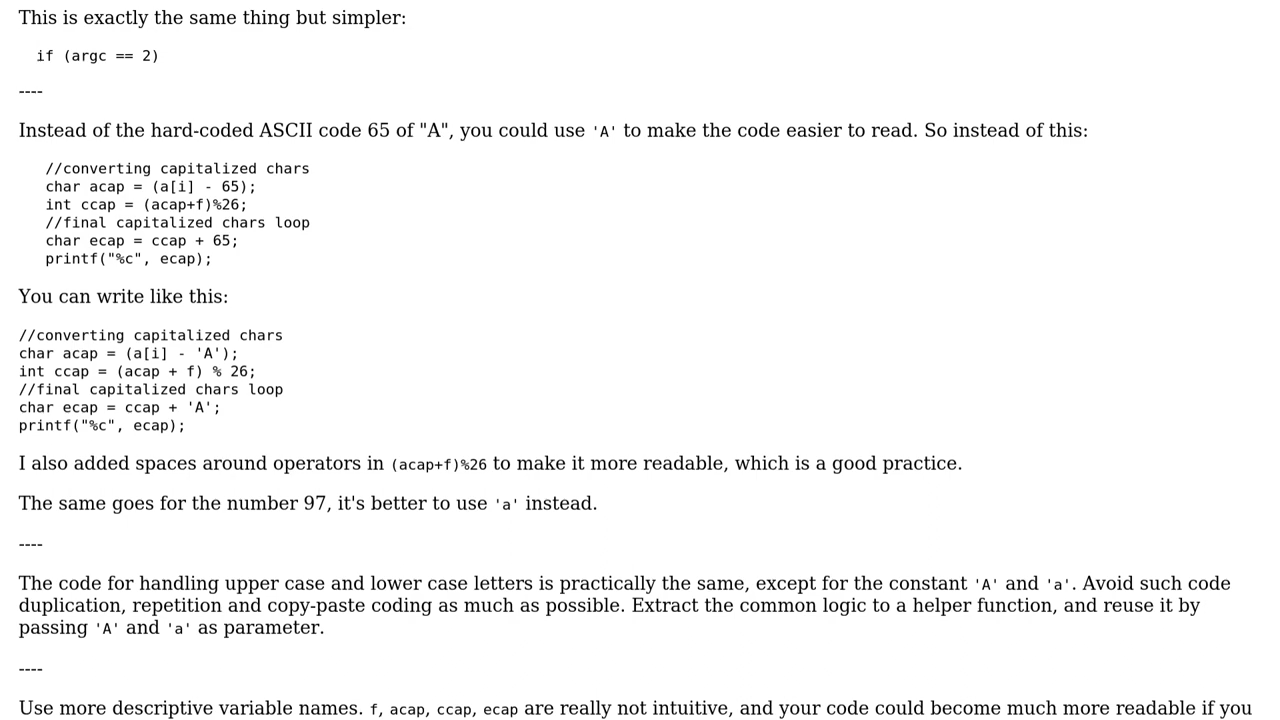 This is exactly the same thing but simpler:
if (argc == 2)
----
Instead of the hard-coded ASCII code 65 of "A", you could use 'A' to make the code easier to read. So instead of this:
//converting capitalized chars
char acap = (a[i] - 65);
int ccap = (acap+f)%26;
//final capitalized chars loop
char ecap = ccap + 65;
printf("%c", ecap);
You can write like this:
//converting capitalized chars
char acap = (a[i] - 'A');
int ccap = (acap + f) % 26;
//final capitalized chars loop
char ecap = ccap + 'A';
printf("%c", ecap);
I also added spaces around operators in (acap+f)%26 to make it more readable, which is a good practice.
The same goes for the number 97, it's better to use 'a' instead.
----
The code for handling upper case and lower case letters is practically the same, except for the constant 'A' and 'a'. Avoid such code
duplication, repetition and copy-paste coding as much as possible. Extract the common logic to a helper function, and reuse it by
passing 'A' and 'a' as parameter.
----
Use more descriptive variable names. f, acap, ccap, ecap are really not intuitive, and your code could become much more readable if you